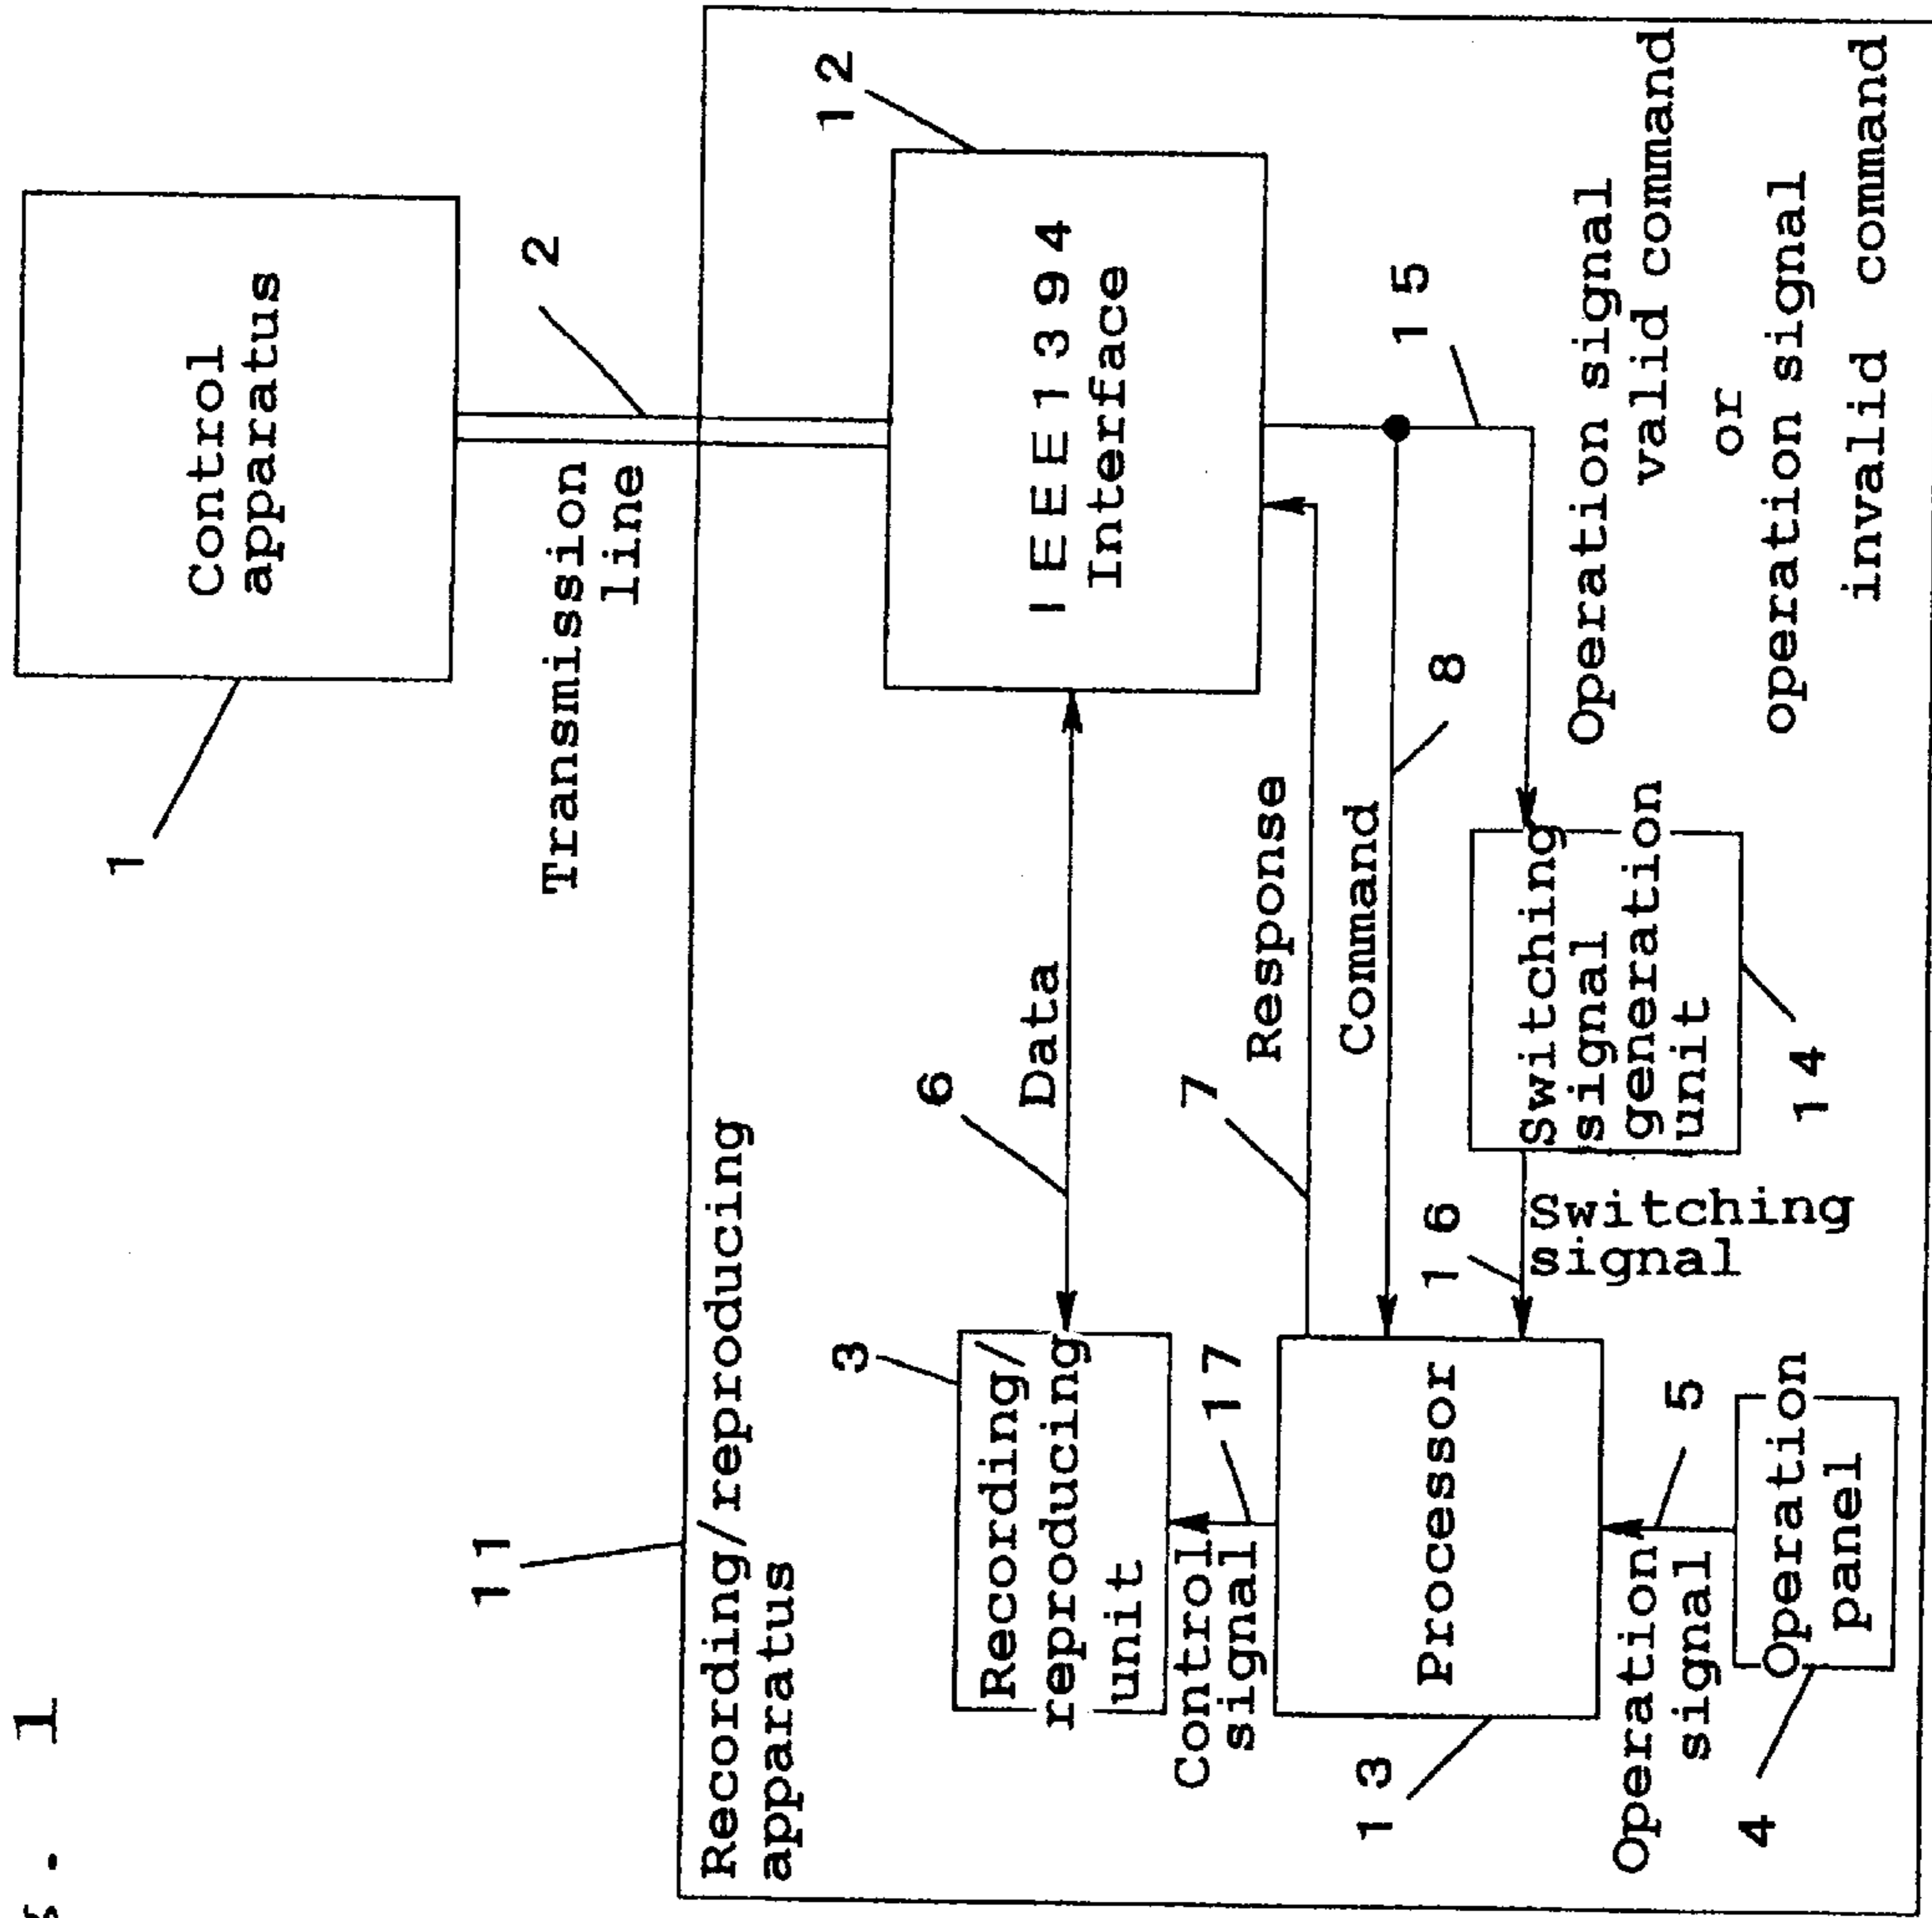 1
Control
apparatus
1
Transmission
line
2
11
Recording/reproducing
apparatus
12
IEEE1394
Interface
3
Recording/
reproducing
unit
6
Data
Control
signal
17
7
Response
Command
8
15
13
Processor
16
Switching
signal
Switching
signal
generation
unit
14
Operation signal
valid command
or
operation signal
invalid command
Operation
signal
5
4
Operation
panel